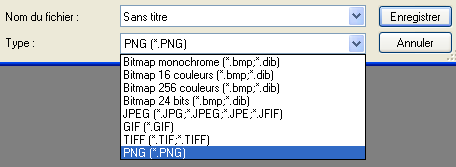 Nom du fichier : Sans titre Enregistrer
Type : PNG (*.PNG) Annuler
Bitmap monochrome (*.bmp;*.dib)
Bitmap 16 couleurs (*.bmp;*.dib)
Bitmap 256 couleurs (*.bmp;*.dib)
Bitmap 24 bits (*.bmp;*.dib)
JPEG (*.JPG;*.JPEG;*.JPE;*.JFIF)
GIF (*.GIF)
TIFF (*.TIF;*.TIFF)
PNG (*.PNG)